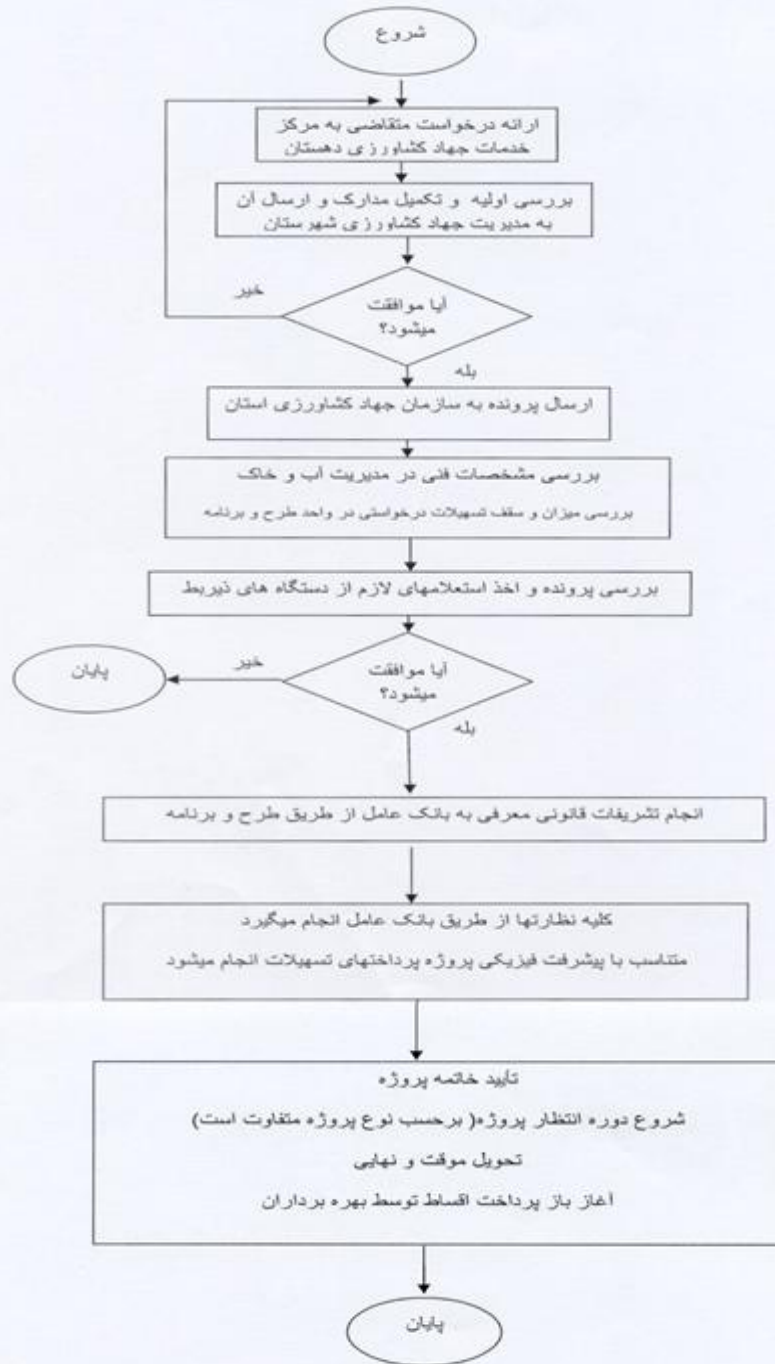 شروع
ارائه درخواست متقاضی به مرکز
خدمات جهاد کشاورزی دهستان
بررسی اولیه و تکمیل مدارک و ارسال آن
به مدیریت جهاد کشاورزی شهرستان
خیر
آیا موافقت
میشود؟
بله
ارسال پرونده به سازمان جهاد کشاورزی استان
بررسی مشخصات فنی در مدیریت آب و خاک
بررسی میزان و سقف تسهیلات درخواستی در واحد طرح و برنامه
بررسی پرونده و اخذ استعلامهای لازم از دستگاه های ذیربط
آیا موافقت
میشود؟
خیر
پایان
بله
انجام تشریفات قانونی معرفی به بانک عامل از طریق طرح و برنامه
کلیه نظارتها از طریق بانک عامل انجام میگیرد
متناسب با پیشرفت فیزیکی پروژه پرداختهای تسهیلات انجام میشود
تأیید خاتمه پروژه
شروع دوره انتظار پروژه( برحسب نوع پروژه متفاوت است)
تحویل موقت و نهایی
آغاز باز پرداخت اقساط توسط بهره برداران
پایان